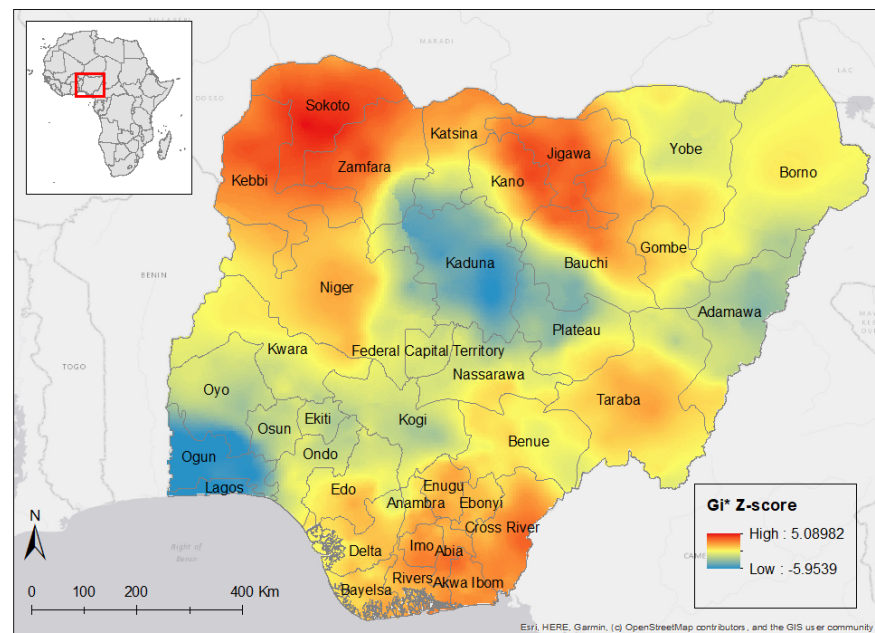 MARADI
DOSSO
LAC
Sokoto
Katsina
Jigawa
Yobe
Zamfara
Kano
Borno
Kebbi
Gombe
BENIN
Kaduna
Bauchi
Niger
Adamawa
Plateau
Kwara
Federal Capital Territory
TOGO
Nassarawa
Oyo
Taraba
Ekiti
Kogi
Osun
Benue
Ogun
Ondo
Lagos
Edo
Enugu
Anambra
Ebonyi
Cross River
Gi* Z-score
High : 5.08982
Low : -5.9539
N
Bight of
Benin
Delta
Imo
Abia
Rivers
Akwa Ibom
Bayelsa
0 100 200 400 Km
Esri, HERE, Garmin, (c) OpenStreetMap contributors, and the GIS user community